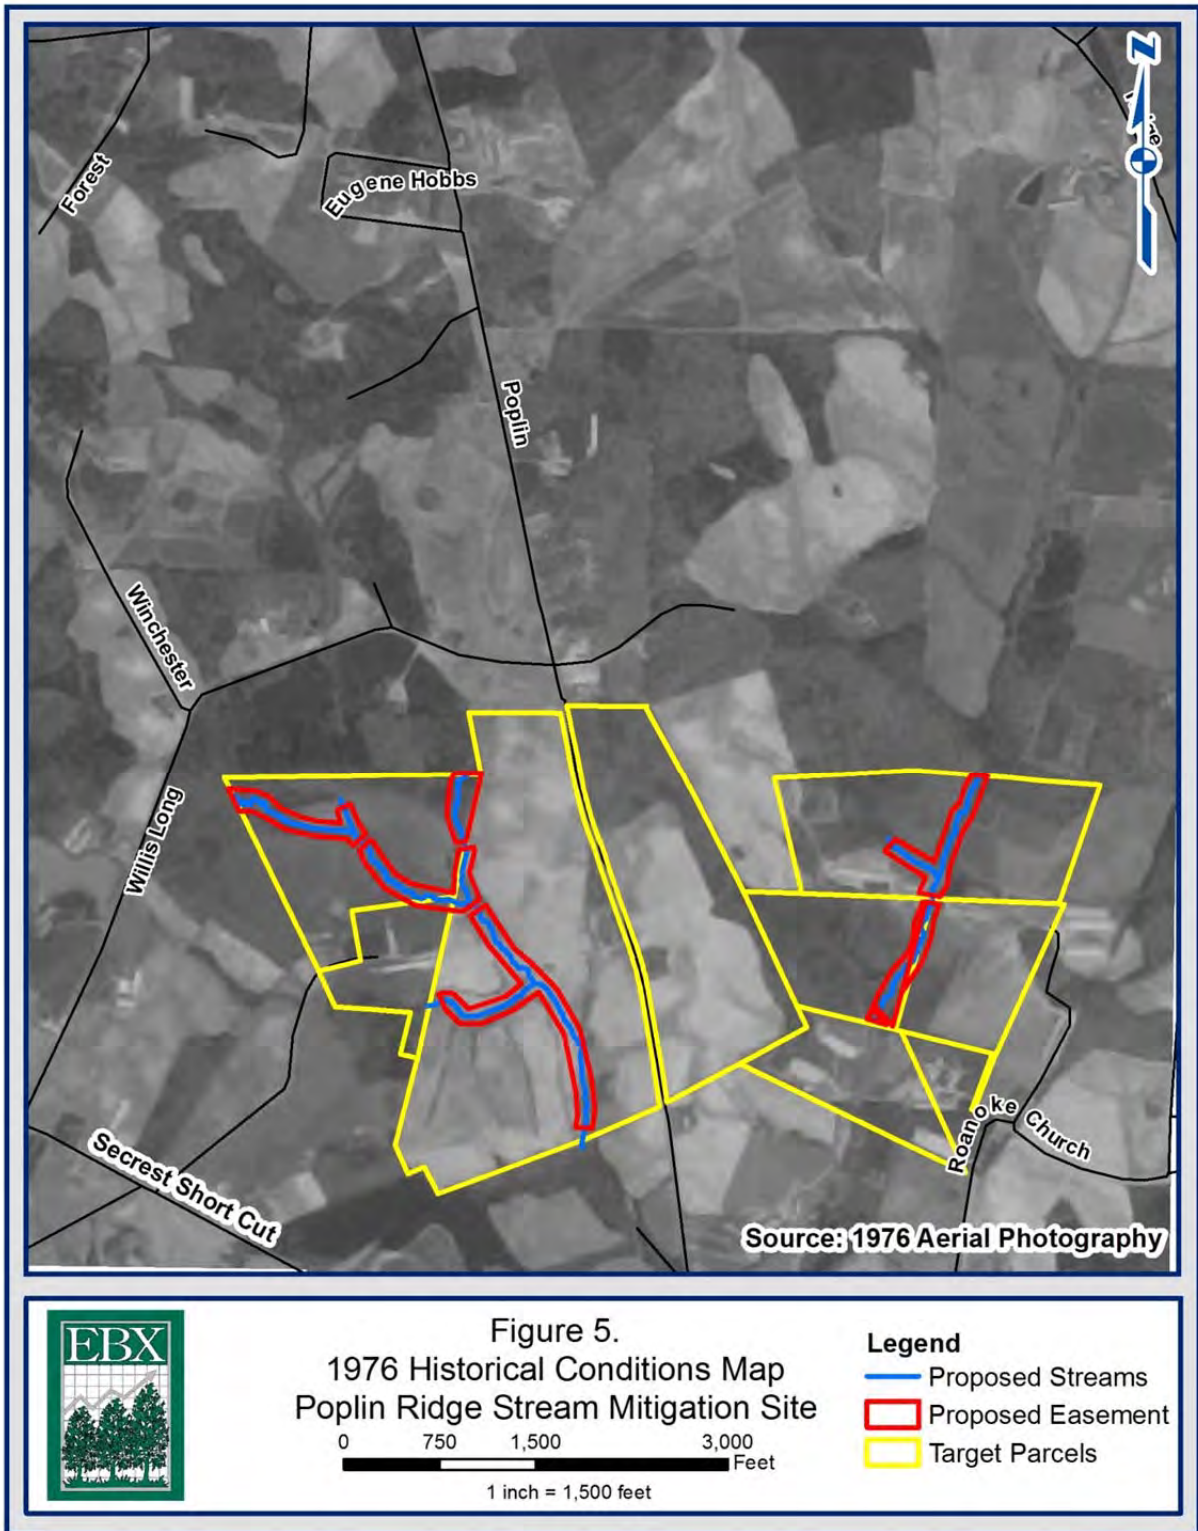 Forest
Eugene Hobbs
Poplin
Winchester
Willis Long
Secrest Short Cut
Roanoke Church
N
Source: 1976 Aerial Photography
EBX
Figure 5.
1976 Historical Conditions Map
Poplin Ridge Stream Mitigation Site
0 750 1,500 3,000
Feet
1 inch = 1,500 feet
Legend
Proposed Streams
Proposed Easement
Target Parcels